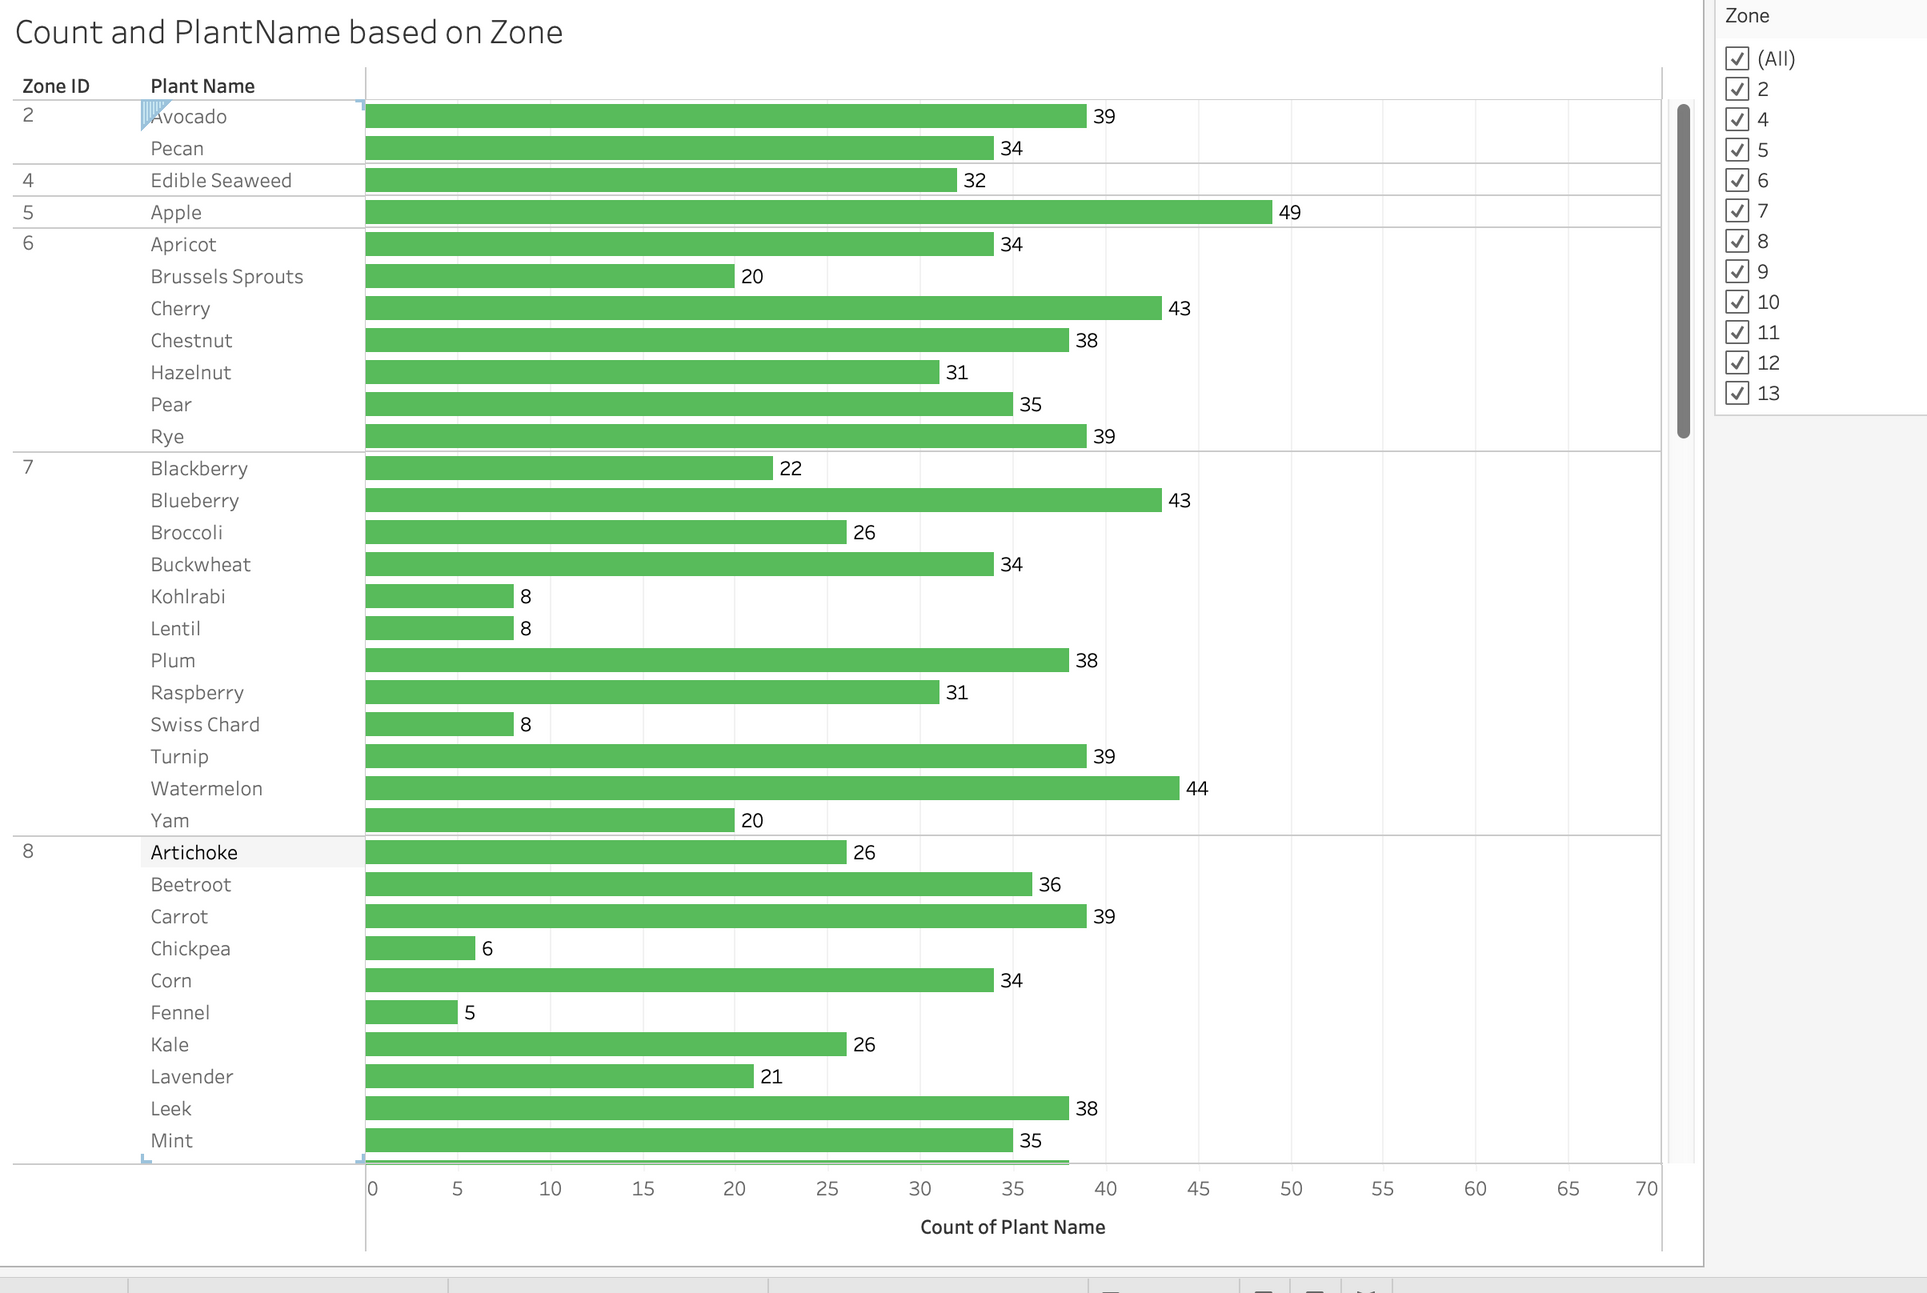 Count and PlantName based on Zone
Zone ID Plant Name
2 Avocado 39
Pecan 34
4 Edible Seaweed 32
5 Apple 49
6 Apricot 34
Brussels Sprouts 20
Cherry 43
Chestnut 38
Hazelnut 31
Pear 35
Rye 39
7 Blackberry 22
Blueberry 43
Broccoli 26
Buckwheat 34
Kohlrabi 8
Lentil 8
Plum 38
Raspberry 31
Swiss Chard 8
Turnip 39
Watermelon 44
Yam 20
8 Artichoke 26
Beetroot 36
Carrot 39
Chickpea 6
Corn 34
Fennel 5
Kale 26
Lavender 21
Leek 38
Mint 35
0 5 10 15 20 25 30 35 40 45 50 55 60 65 70
Count of Plant Name
Zone
(All)
2
4
5
6
7
8
9
10
11
12
13